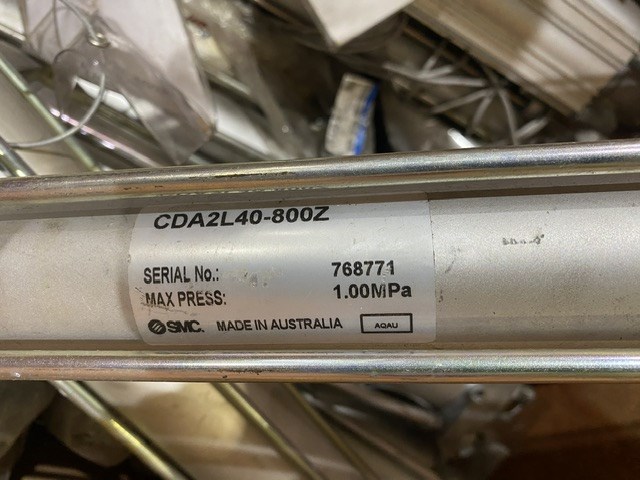 CDA2L40-800Z
SERIAL No.: 768771
MAX PRESS: 1.00MPa
SMC. MADE IN AUSTRALIA AQAU